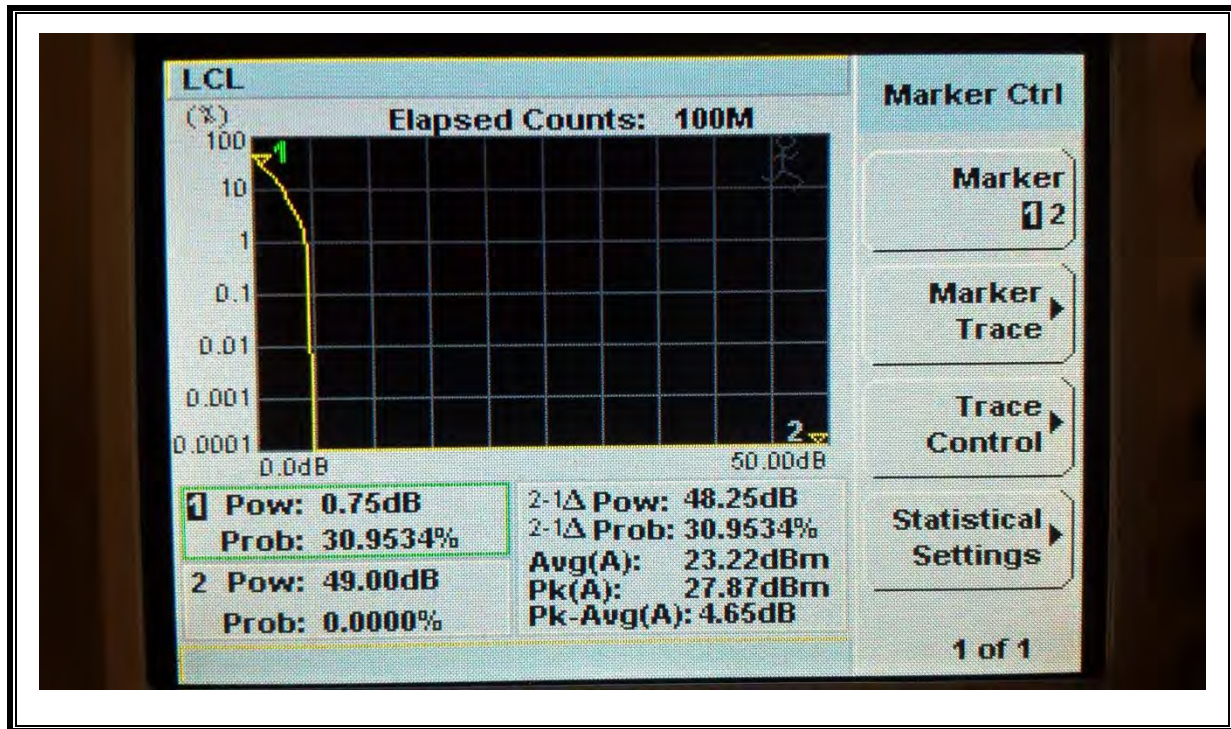 LCL
(%)
Elapsed Counts: 100M
100
1
10
1
0.1
0.01
0.001
0.0001
2
0.0dB
50.00dB
1 Pow: 0.75dB
Prob: 30.9534%
2 Pow: 49.00dB
Prob: 0.0000%
2-1Δ Pow: 48.25dB
2-1Δ Prob: 30.9534%
Avg(A): 23.22dBm
Pk(A): 27.87dBm
Pk-Avg(A): 4.65dB
Marker Ctrl
Marker
1 2
Marker
Trace
Trace
Control
Statistical
Settings
1 of 1